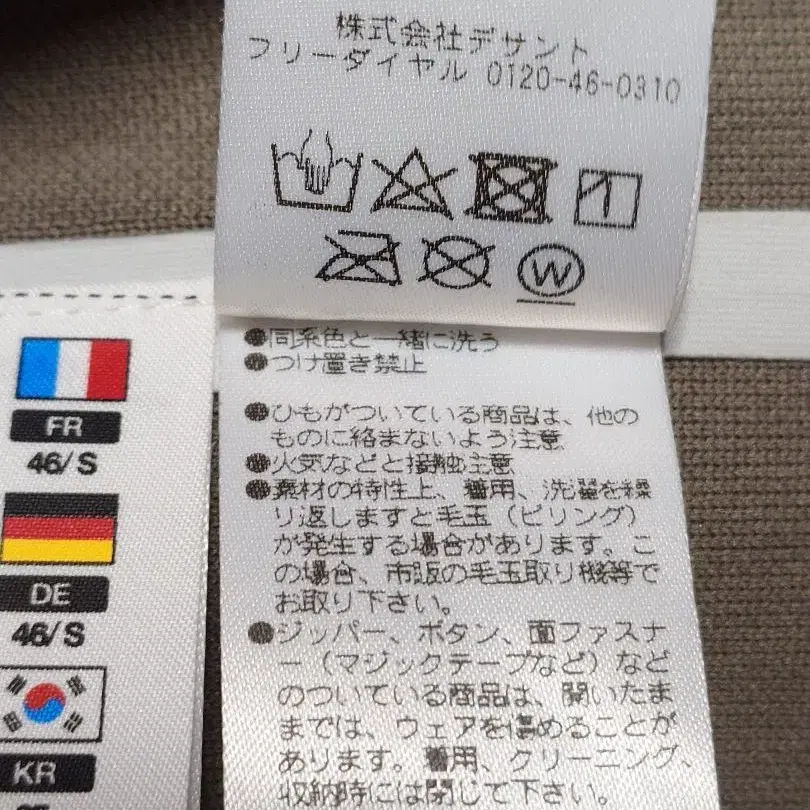 株式会社デサント
フリーダイヤル 0120-46-0310
W
●同系色と一緒に洗う
●つけ置き禁止
●ひもがついている商品は、他の
ものに絡まないよう注意
●火気などと接触注意
●素材の特性上、着用、洗濯を繰
り返しますと毛玉（ピリング）
が発生する場合があります。こ
の場合、市販の毛玉取り機等で
お取り下さい。
●ジッパー、ボタン、面ファスナ
ー（マジックテープなど）など
のついている商品は、開いたま
までは、ウェアを傷めることが
あります。着用、クリーニング、
収納時には閉じて下さい。
FR
46/S
DE
46/S
KR